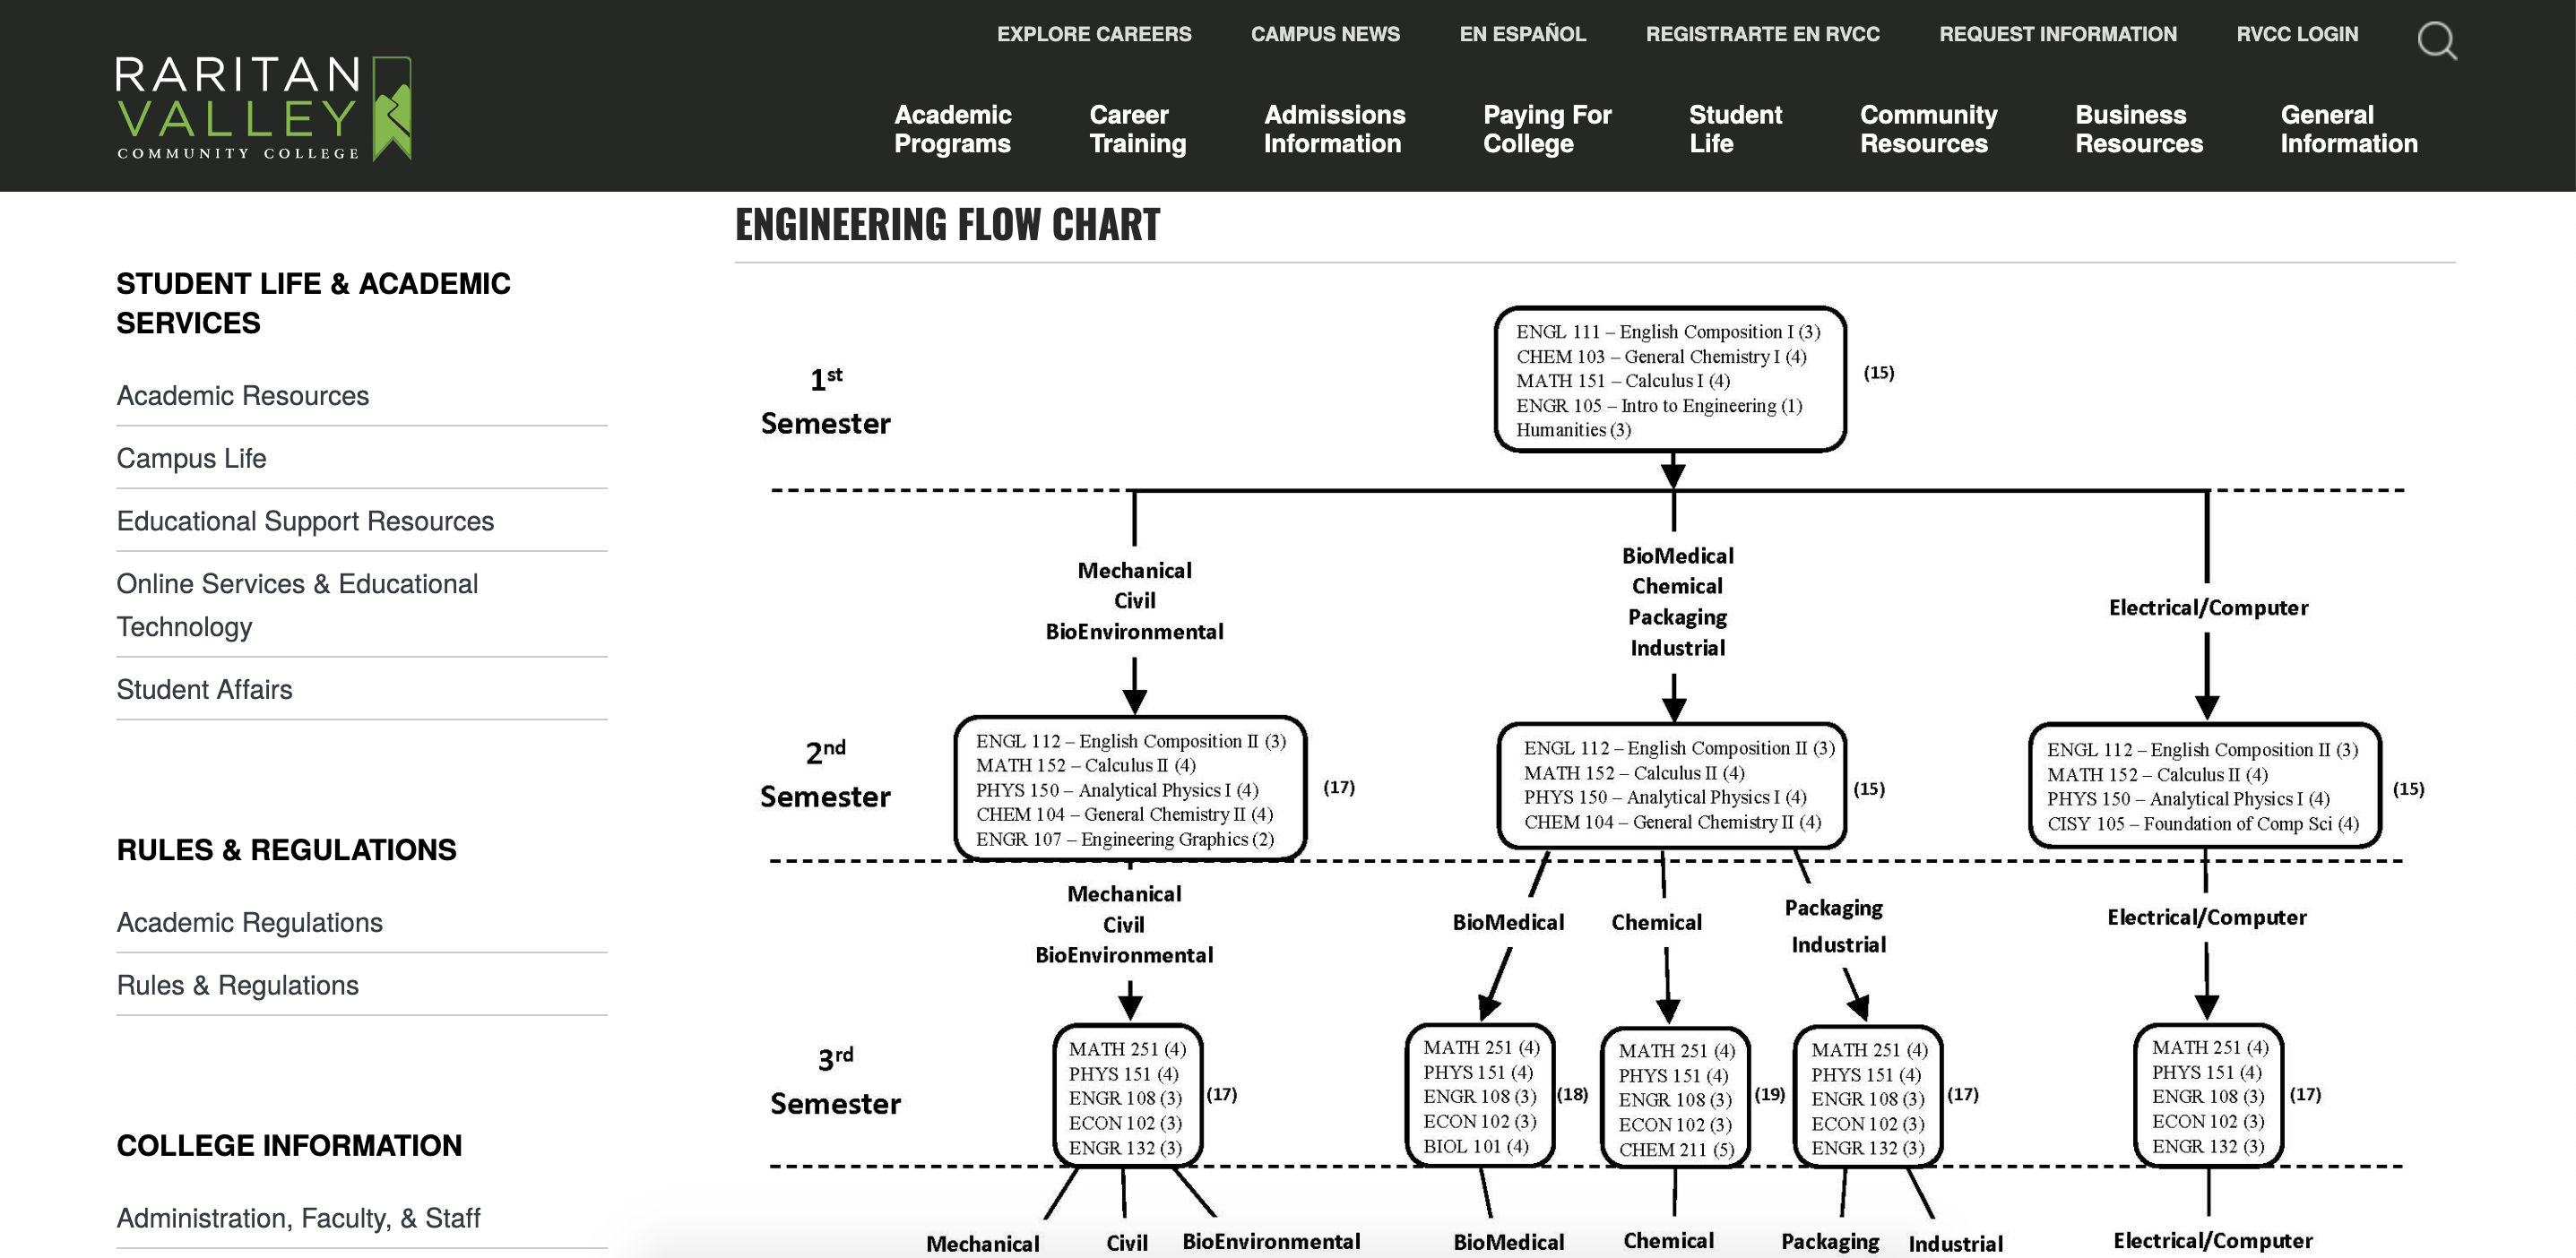 EXPLORE CAREERS CAMPUS NEWS EN ESPAÑOL REGISTRARTE EN RVCC REQUEST INFORMATION RVCC LOGIN
RARITAN
VALLEY
COMMUNITY COLLEGE
Academic Programs
Career Training
Admissions Information
Paying For College
Student Life
Community Resources
Business Resources
General Information
STUDENT LIFE & ACADEMIC
SERVICES
Academic Resources
Campus Life
Educational Support Resources
Online Services & Educational
Technology
Student Affairs
RULES & REGULATIONS
Academic Regulations
Rules & Regulations
COLLEGE INFORMATION
Administration, Faculty, & Staff
ENGINEERING FLOW CHART
1st
Semester
ENGL 111 – English Composition I (3)
CHEM 103 – General Chemistry I (4)
MATH 151 – Calculus I (4)
ENGR 105 – Intro to Engineering (1)
Humanities (3)
(15)
Mechanical
Civil
BioEnvironmental
BioMedical
Chemical
Packaging
Industrial
Electrical/Computer
2nd
Semester
ENGL 112 – English Composition II (3)
MATH 152 – Calculus II (4)
PHYS 150 – Analytical Physics I (4)
CHEM 104 – General Chemistry II (4)
ENGR 107 – Engineering Graphics (2)
(17)
ENGL 112 – English Composition II (3)
MATH 152 – Calculus II (4)
PHYS 150 – Analytical Physics I (4)
CHEM 104 – General Chemistry II (4)
(15)
ENGL 112 – English Composition II (3)
MATH 152 – Calculus II (4)
PHYS 150 – Analytical Physics I (4)
CISY 105 – Foundation of Comp Sci (4)
(15)
Mechanical
Civil
BioEnvironmental
BioMedical
Chemical
Packaging
Industrial
Electrical/Computer
3rd
Semester
MATH 251 (4)
PHYS 151 (4)
ENGR 108 (3)
ECON 102 (3)
ENGR 132 (3)
(17)
MATH 251 (4)
PHYS 151 (4)
ENGR 108 (3)
ECON 102 (3)
BIOL 101 (4)
(18)
MATH 251 (4)
PHYS 151 (4)
ENGR 108 (3)
ECON 102 (3)
CHEM 211 (5)
(19)
MATH 251 (4)
PHYS 151 (4)
ENGR 108 (3)
ECON 102 (3)
ENGR 132 (3)
(17)
MATH 251 (4)
PHYS 151 (4)
ENGR 108 (3)
ECON 102 (3)
ENGR 132 (3)
(17)
Mechanical Civil BioEnvironmental BioMedical Chemical Packaging Industrial Electrical/Computer